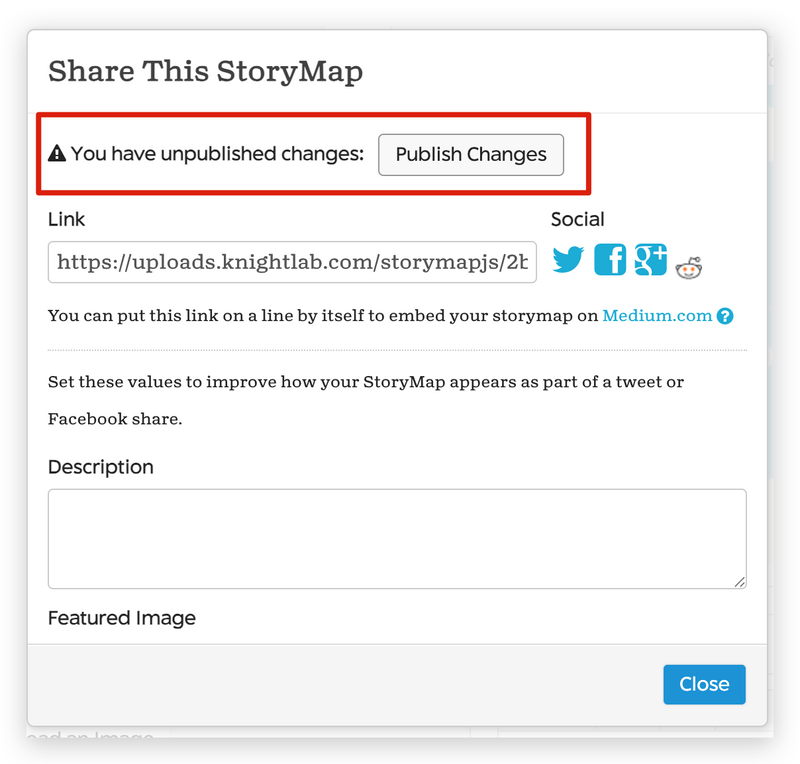 Share This StoryMap
You have unpublished changes: Publish Changes
Link
Social
https://uploads.knightlab.com/storymapjs/2b
You can put this link on a line by itself to embed your storymap on Medium.com
Set these values to improve how your StoryMap appears as part of a tweet or
Facebook share.
Description
Featured Image
Close